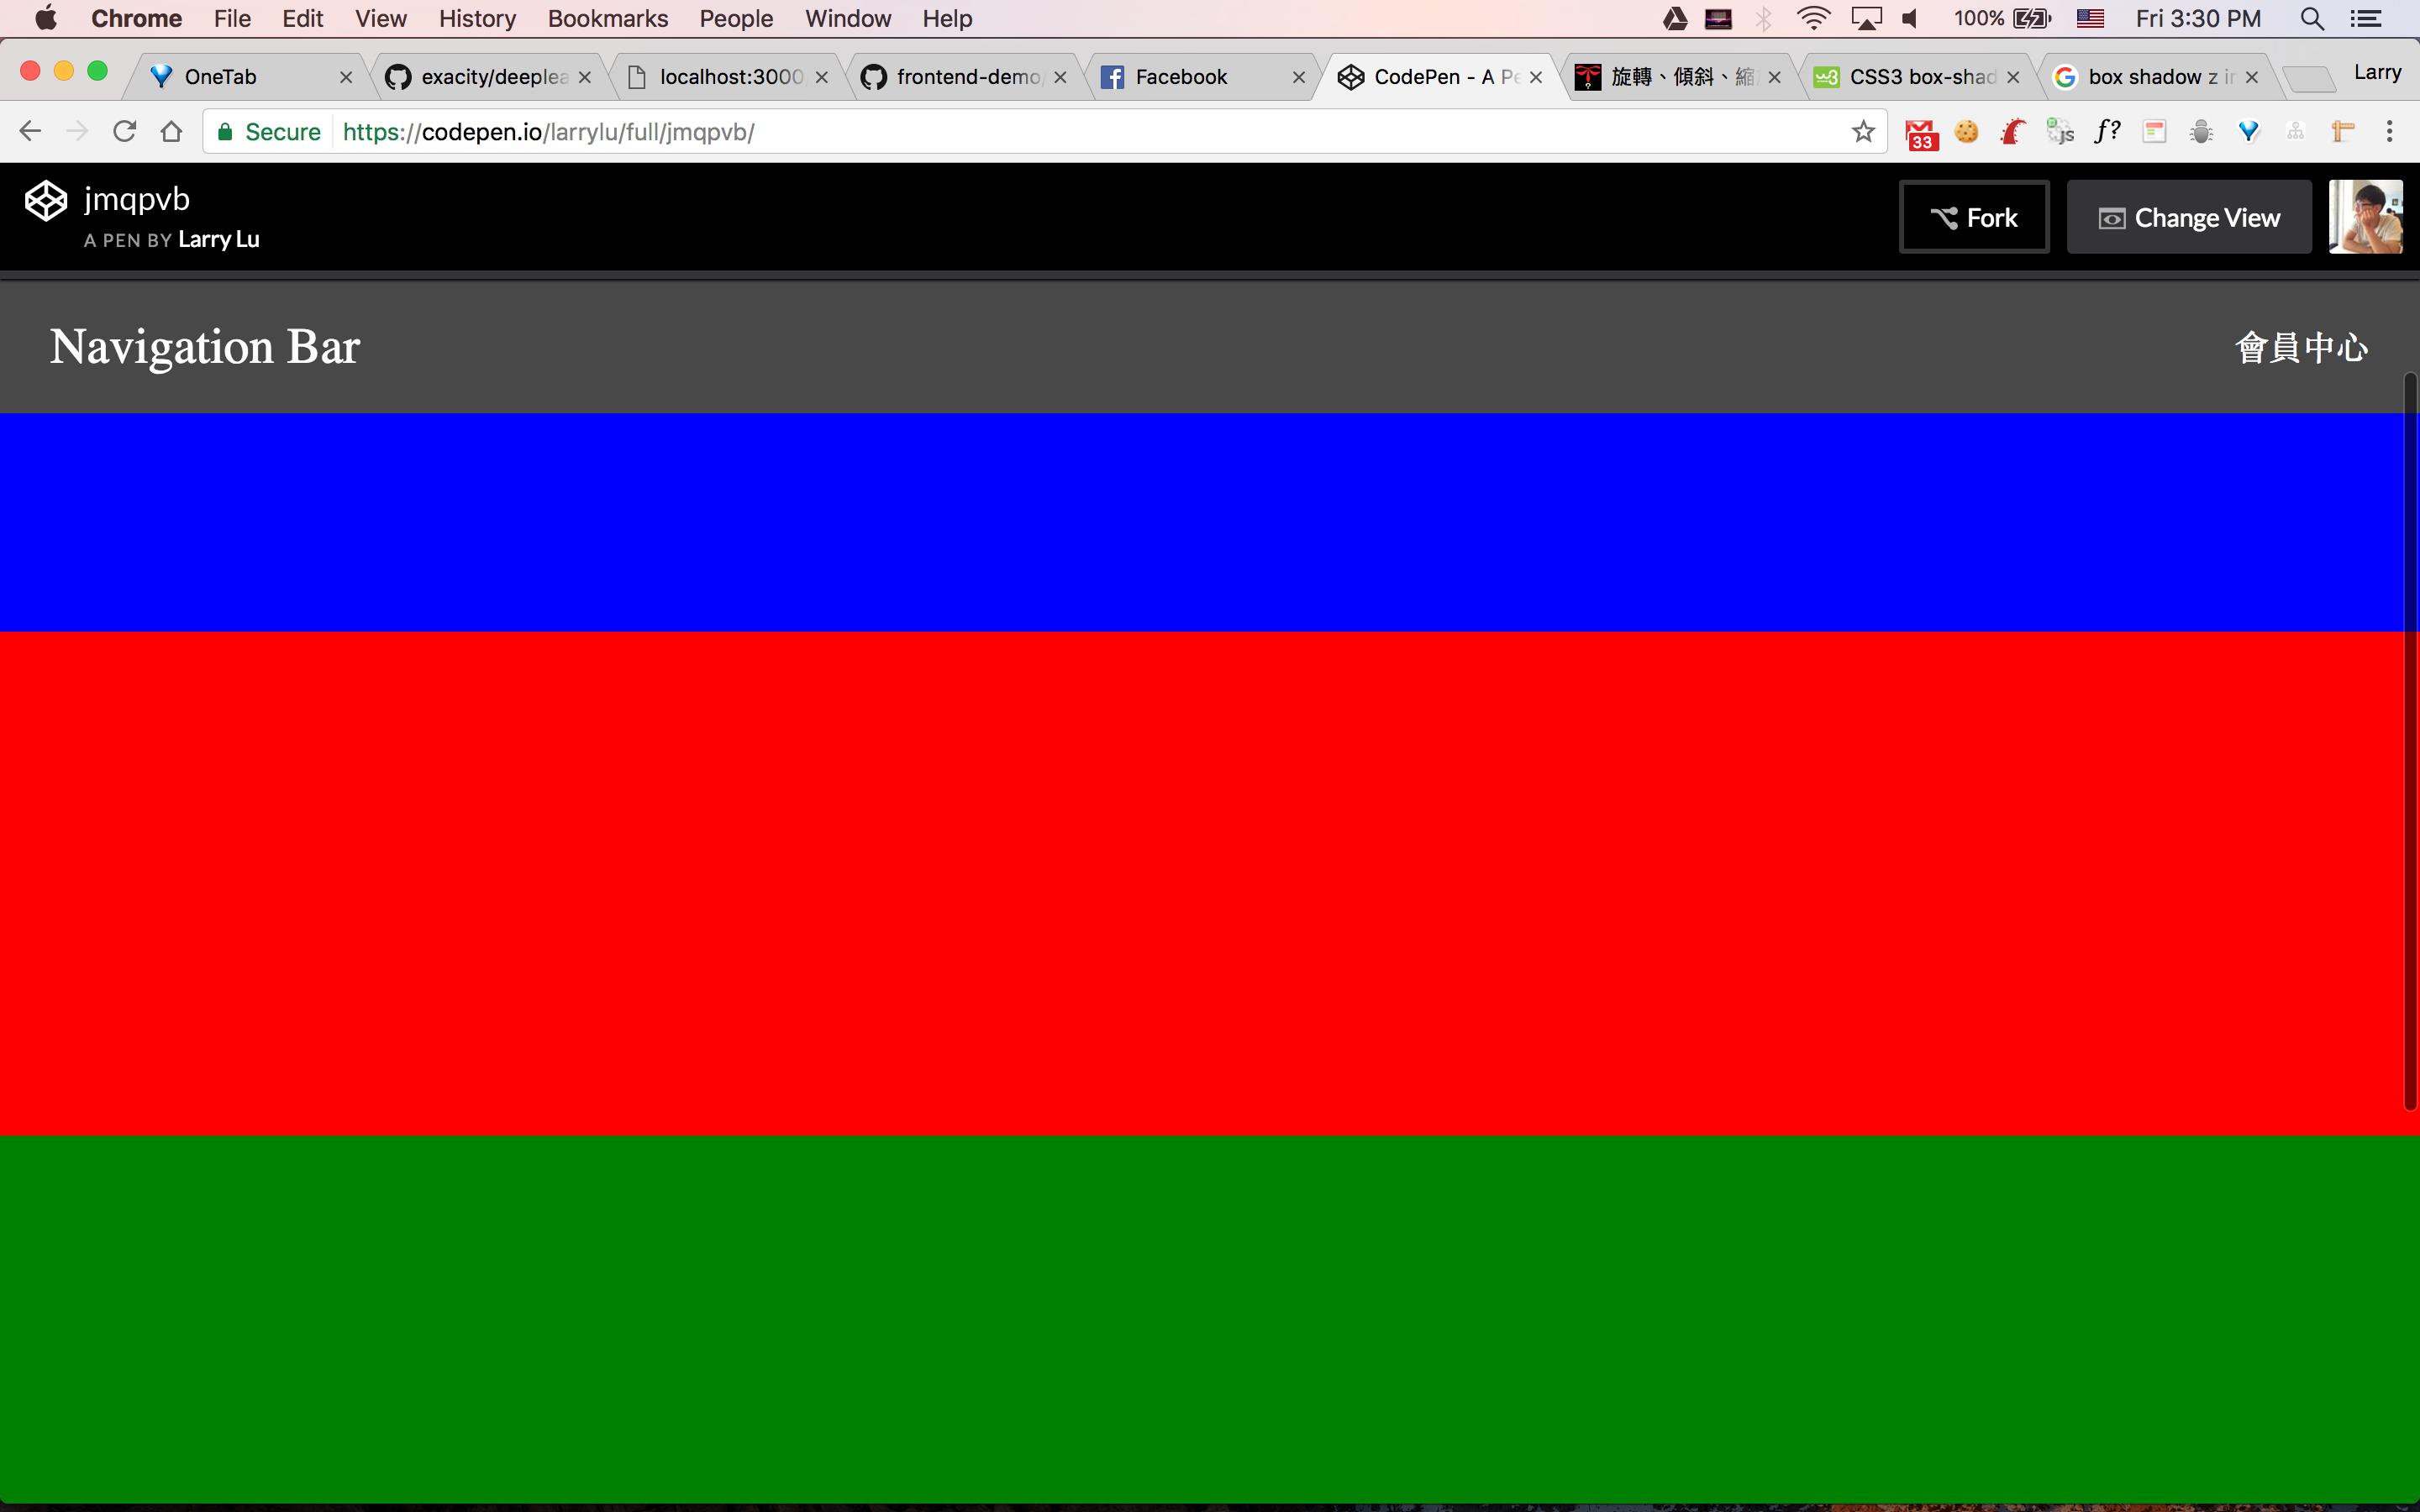 Chrome File Edit View History Bookmarks People Window Help 100% Fri 3:30 PM
OneTab exacity/deeplea localhost:3000 frontend-demo/ Facebook CodePen - A Pe 旋轉、傾斜、縮 CSS3 box-shad box shadow z in Larry
Secure https://codepen.io/larrylu/full/jmqpvb/ 33 js f?
jmqpvb Fork Change View
A PEN BY Larry Lu
Navigation Bar 會員中心